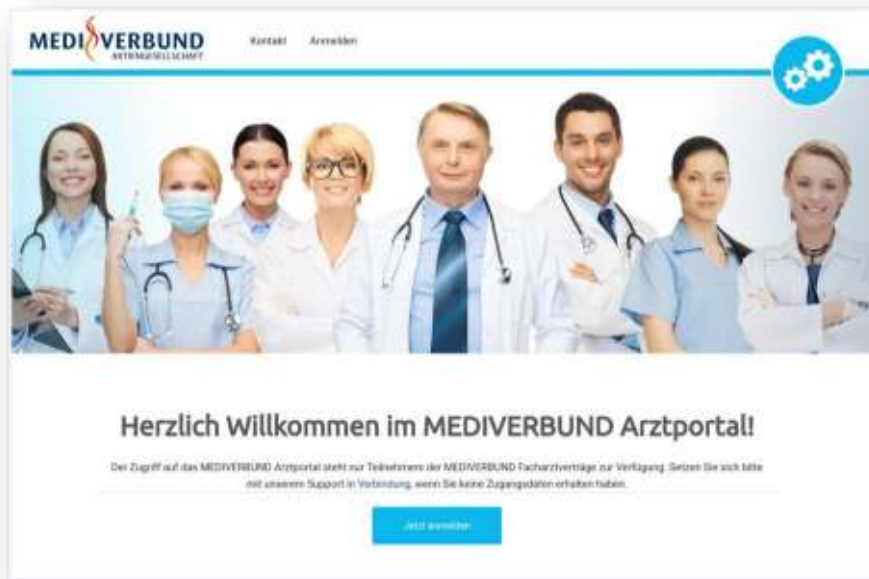 MEDIVERBUND
AKTIENGESELLSCHAFT
Kontakt Anmelden
Herzlich Willkommen im MEDIVERBUND Arztportal!
Der Zugriff auf das MEDIVERBUND Arztportal steht nur Teilnehmern der MEDIVERBUND Facharztverträge zur Verfügung. Setzen Sie sich bitte
mit unserem Support in Verbindung, wenn Sie keine Zugangsdaten erhalten haben.
Jetzt anmelden